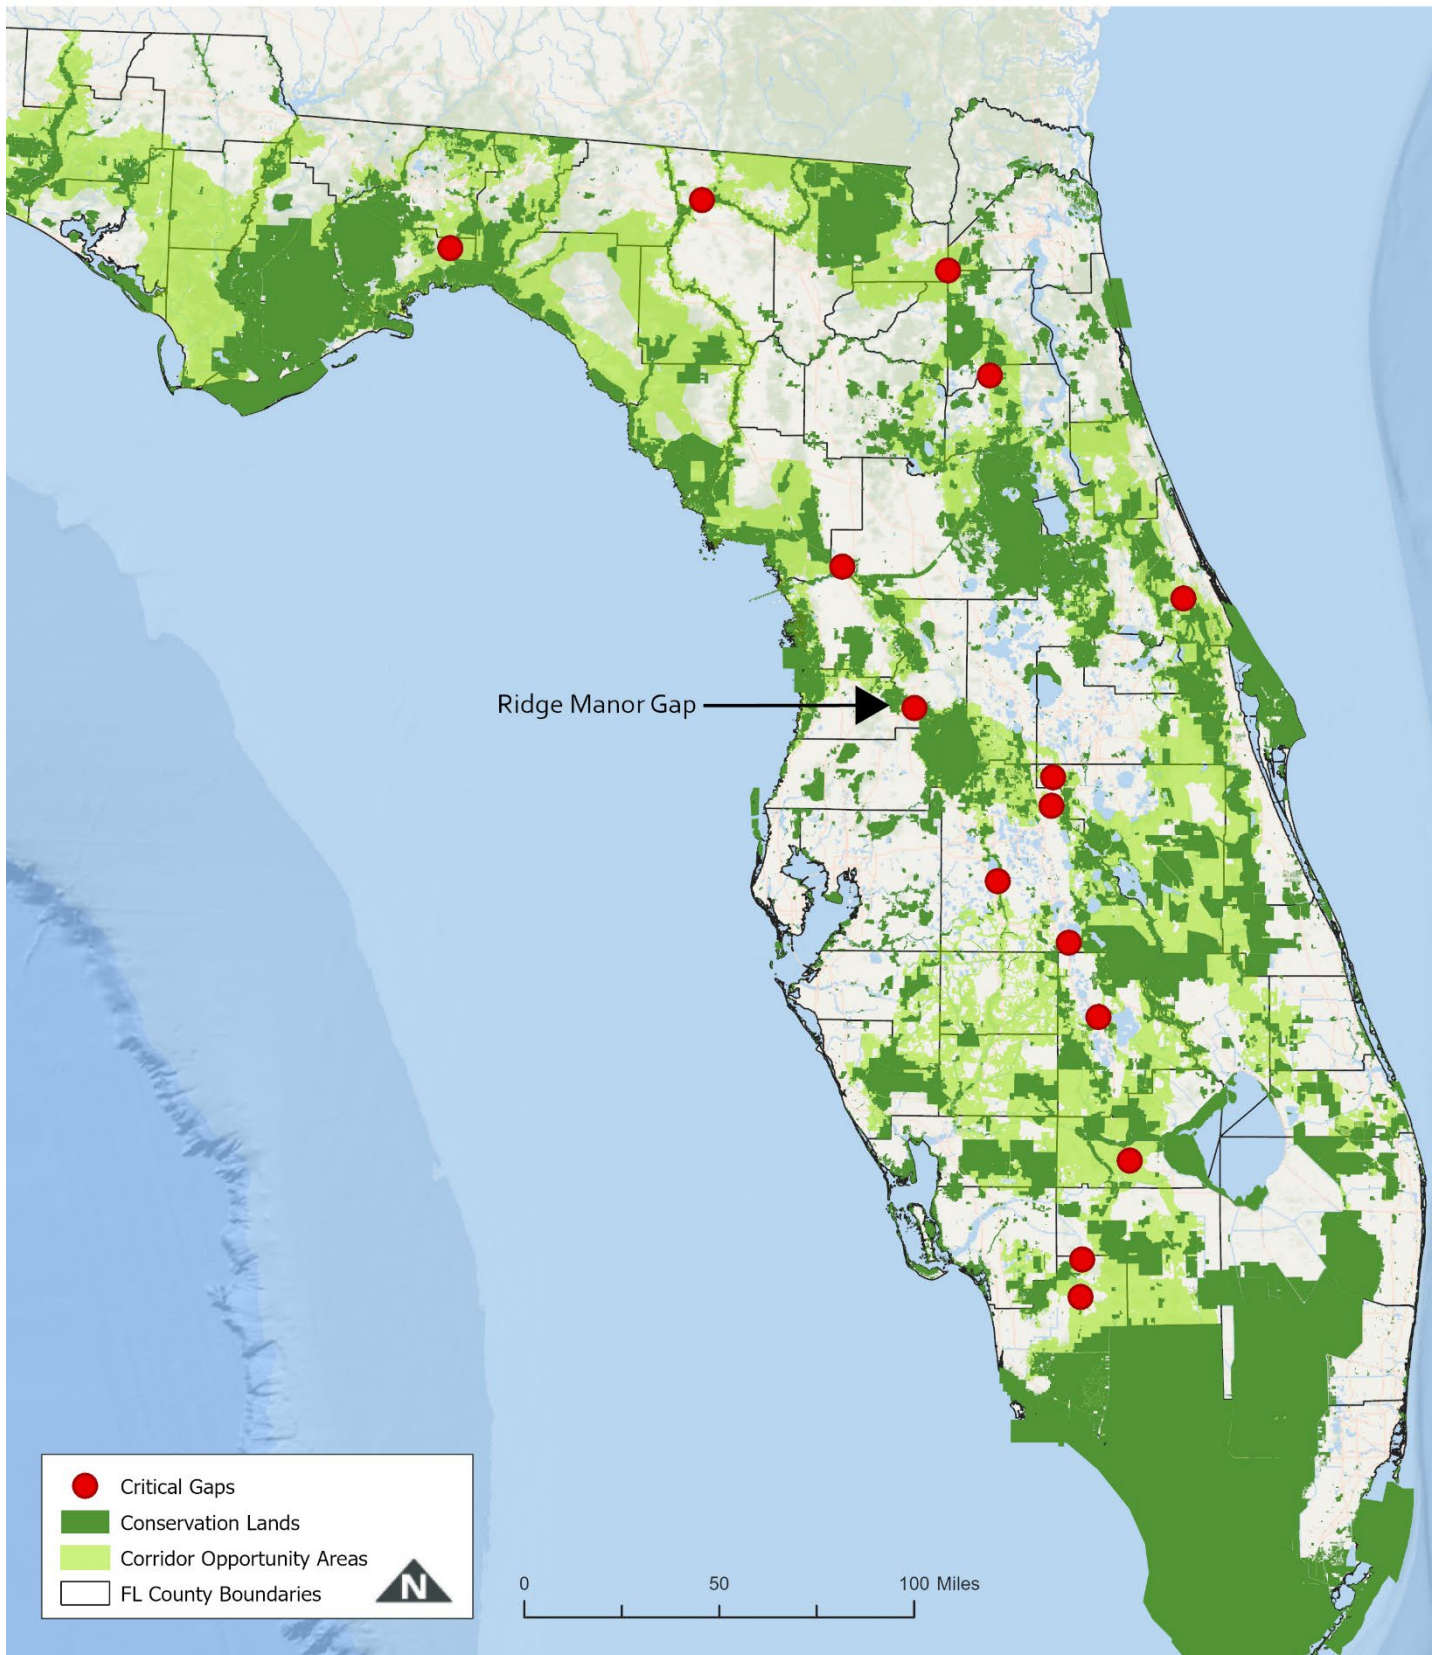 Ridge Manor Gap
Critical Gaps
Conservation Lands
Corridor Opportunity Areas
FL County Boundaries
N
0 50 100 Miles